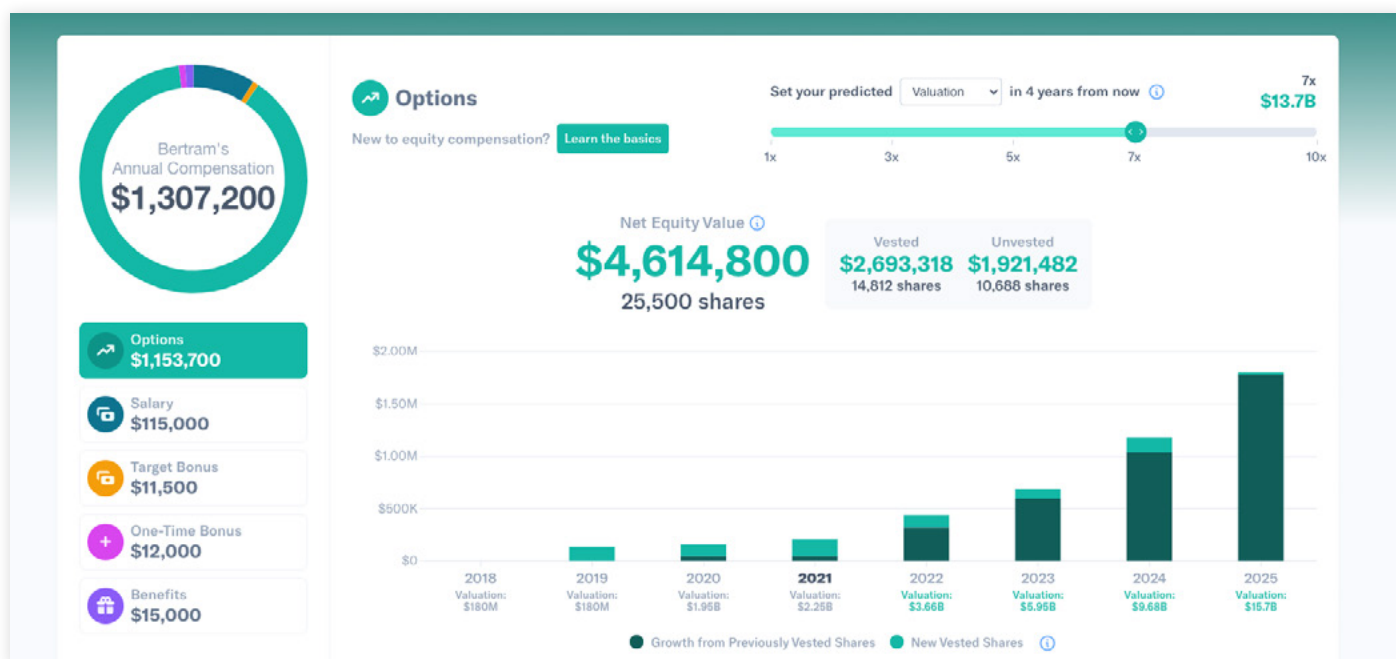 Bertram's
Annual Compensation
$1,307,200
Options
$1,153,700
Salary
$115,000
Target Bonus
$11,500
One-Time Bonus
$12,000
Benefits
$15,000
Options
New to equity compensation? Learn the basics
Set your predicted Valuation in 4 years from now
7x
$13.7B
1x 3x 5x 7x 10x
Net Equity Value
$4,614,800
25,500 shares
Vested Unvested
$2,693,318 $1,921,482
14,812 shares 10,688 shares
$2.00M
$1.50M
$1.00M
$500K
$0
2018 2019 2020 2021 2022 2023 2024 2025
Valuation: Valuation: Valuation: Valuation: Valuation: Valuation: Valuation: Valuation:
$180M $180M $1.95B $2.25B $3.66B $5.95B $9.68B $15.7B
Growth from Previously Vested Shares New Vested Shares